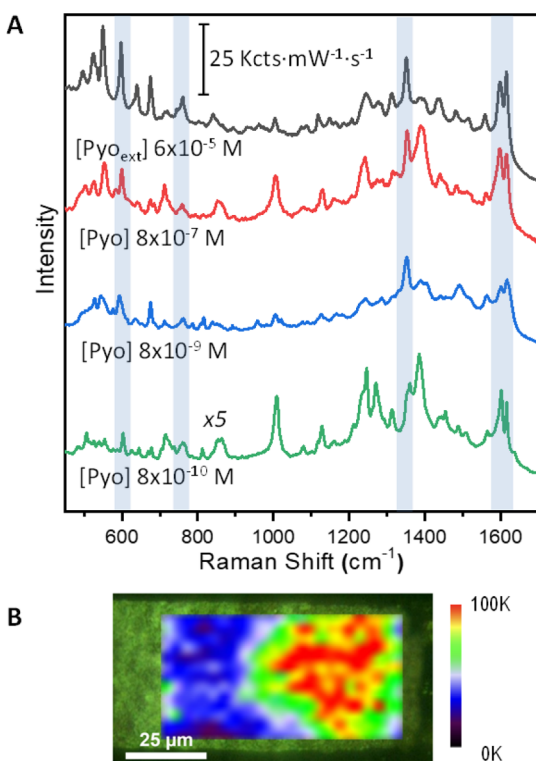 A
25 Kcts·mW⁻¹·s⁻¹
[Pyoₑₓₜ] 6x10⁻⁵ M
[Pyo] 8x10⁻⁷ M
[Pyo] 8x10⁻⁹ M
x5
[Pyo] 8x10⁻¹⁰ M
Intensity
600 800 1000 1200 1400 1600
Raman Shift (cm⁻¹)
B
100K
0K
25 µm